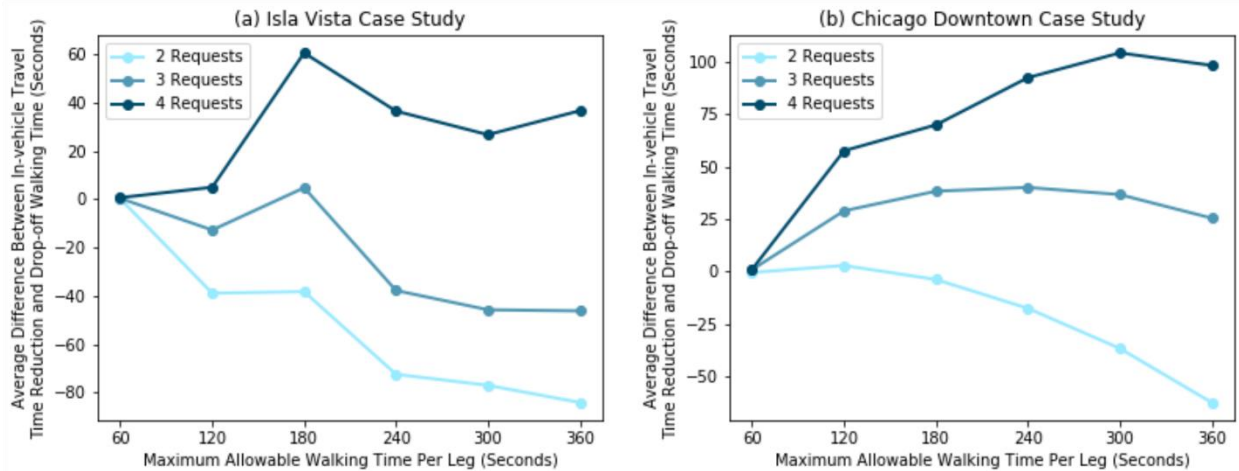 (a) Isla Vista Case Study
Average Difference Between In-vehicle Travel
Time Reduction and Drop-off Walking Time (Seconds)
2 Requests
3 Requests
4 Requests
60
40
20
0
−20
−40
−60
−80
60 120 180 240 300 360
Maximum Allowable Walking Time Per Leg (Seconds)
(b) Chicago Downtown Case Study
Average Difference Between In-vehicle Travel
Time Reduction and Drop-off Walking Time (Seconds)
2 Requests
3 Requests
4 Requests
100
75
50
25
0
−25
−50
60 120 180 240 300 360
Maximum Allowable Walking Time Per Leg (Seconds)